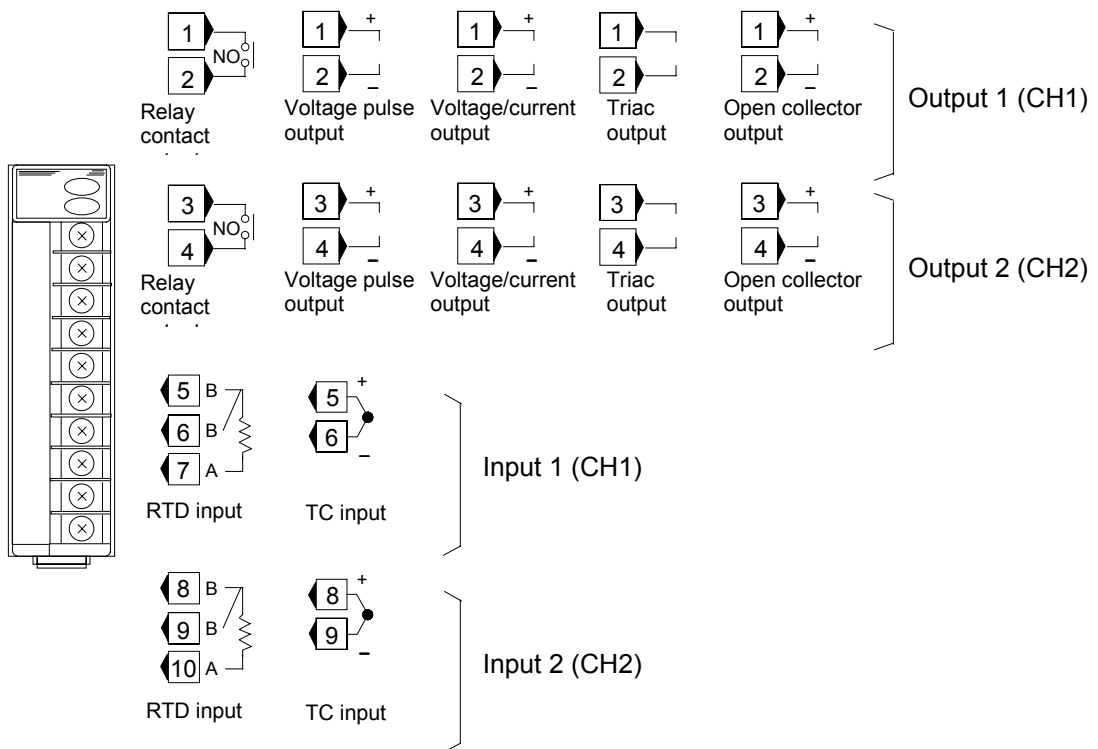 1 + 1 + 1 + 1 1 +
NO
2 2 − 2 − 2 2 −
Relay Voltage pulse Voltage/current Triac Open collector
contact output output output output
Output 1 (CH1)
3 + 3 + 3 + 3 3 +
NO
4 4 − 4 − 4 4 −
Relay Voltage pulse Voltage/current Triac Open collector
contact output output output output
Output 2 (CH2)
5 B 5 +
6 B 6 −
7 A
RTD input TC input
Input 1 (CH1)
8 B 8 +
9 B 9 −
10 A
RTD input TC input
Input 2 (CH2)